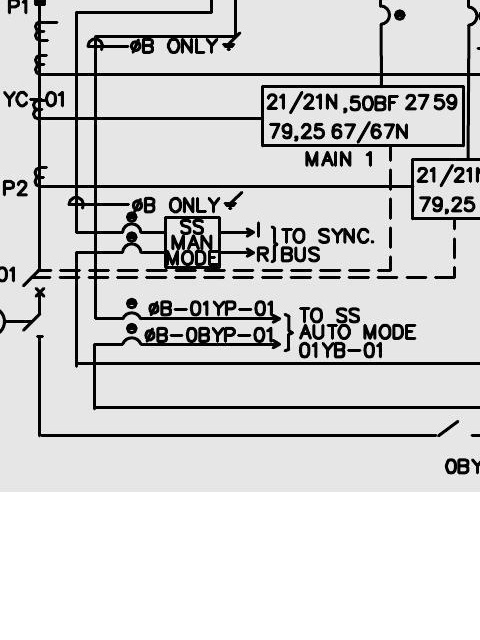 P1
ØB ONLY
YC-01
21/21N,50BF 27 59
79,25 67/67N
MAIN 1
21/21N
79,25
P2
ØB ONLY
SS
MAN
MODE
I
R
TO SYNC.
BUS
01
ØB-01YP-01
ØB-0BYP-01
TO SS
AUTO MODE
01YB-01
0BY